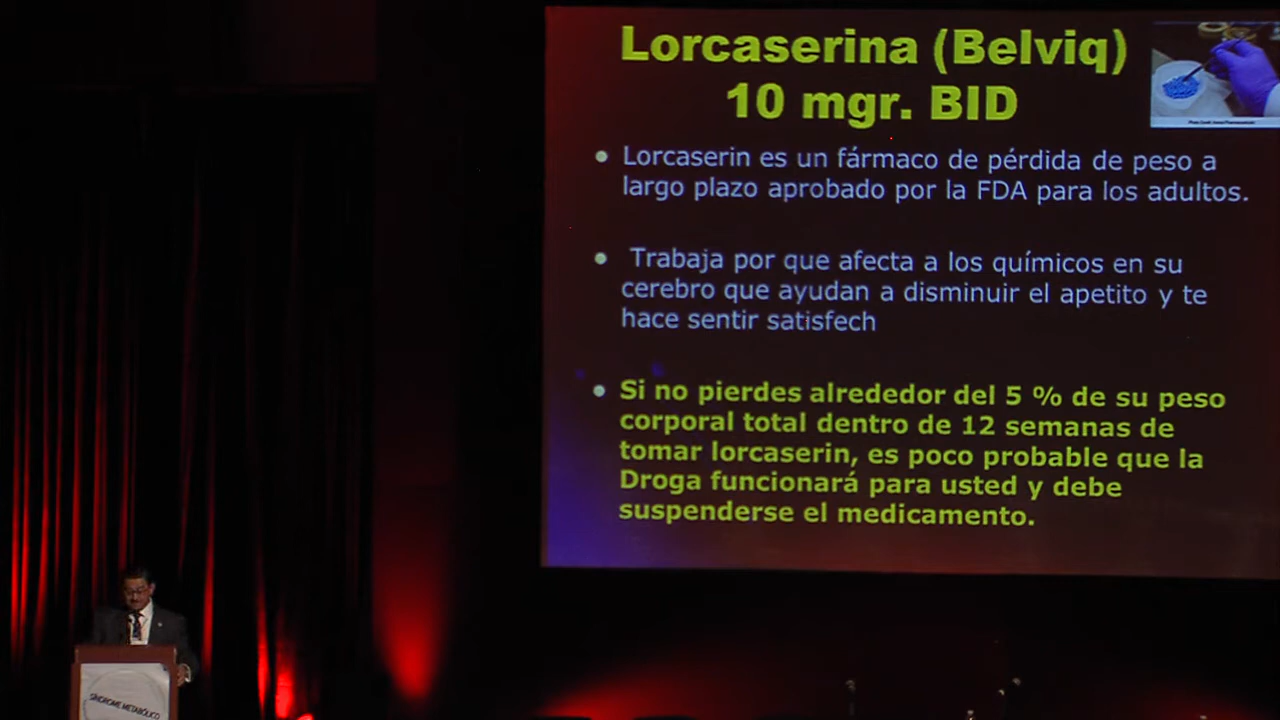 Lorcaserina (Belviq)
10 mgr. BID
• Lorcaserin es un fármaco de pérdida de peso a
largo plazo aprobado por la FDA para los adultos.
• Trabaja por que afecta a los químicos en su
cerebro que ayudan a disminuir el apetito y te
hace sentir satisfech
• Si no pierdes alrededor del 5 % de su peso
corporal total dentro de 12 semanas de
tomar lorcaserin, es poco probable que la
Droga funcionará para usted y debe
suspenderse el medicamento.
SÍNDROME METABÓLICO